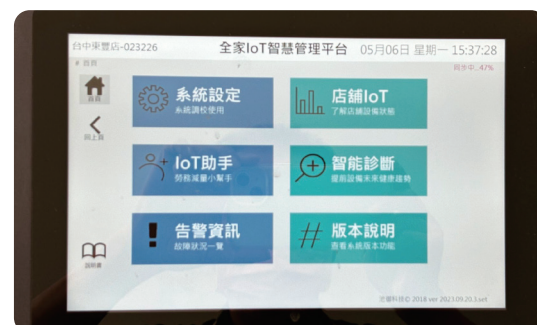 台中東豐店-023226 全家IoT智慧管理平台 05月06日 星期一 15:37:28
首頁
同步中..47%
首頁
回上頁
說明書
系統設定
系統調校使用
店舖IoT
了解店舖設備狀態
IoT助手
勞務減量小幫手
智能診斷
提前設備未來健康趨勢
告警資訊
故障狀況一覽
版本說明
查看系統版本功能
2018 ver 2023.09.20.3.set